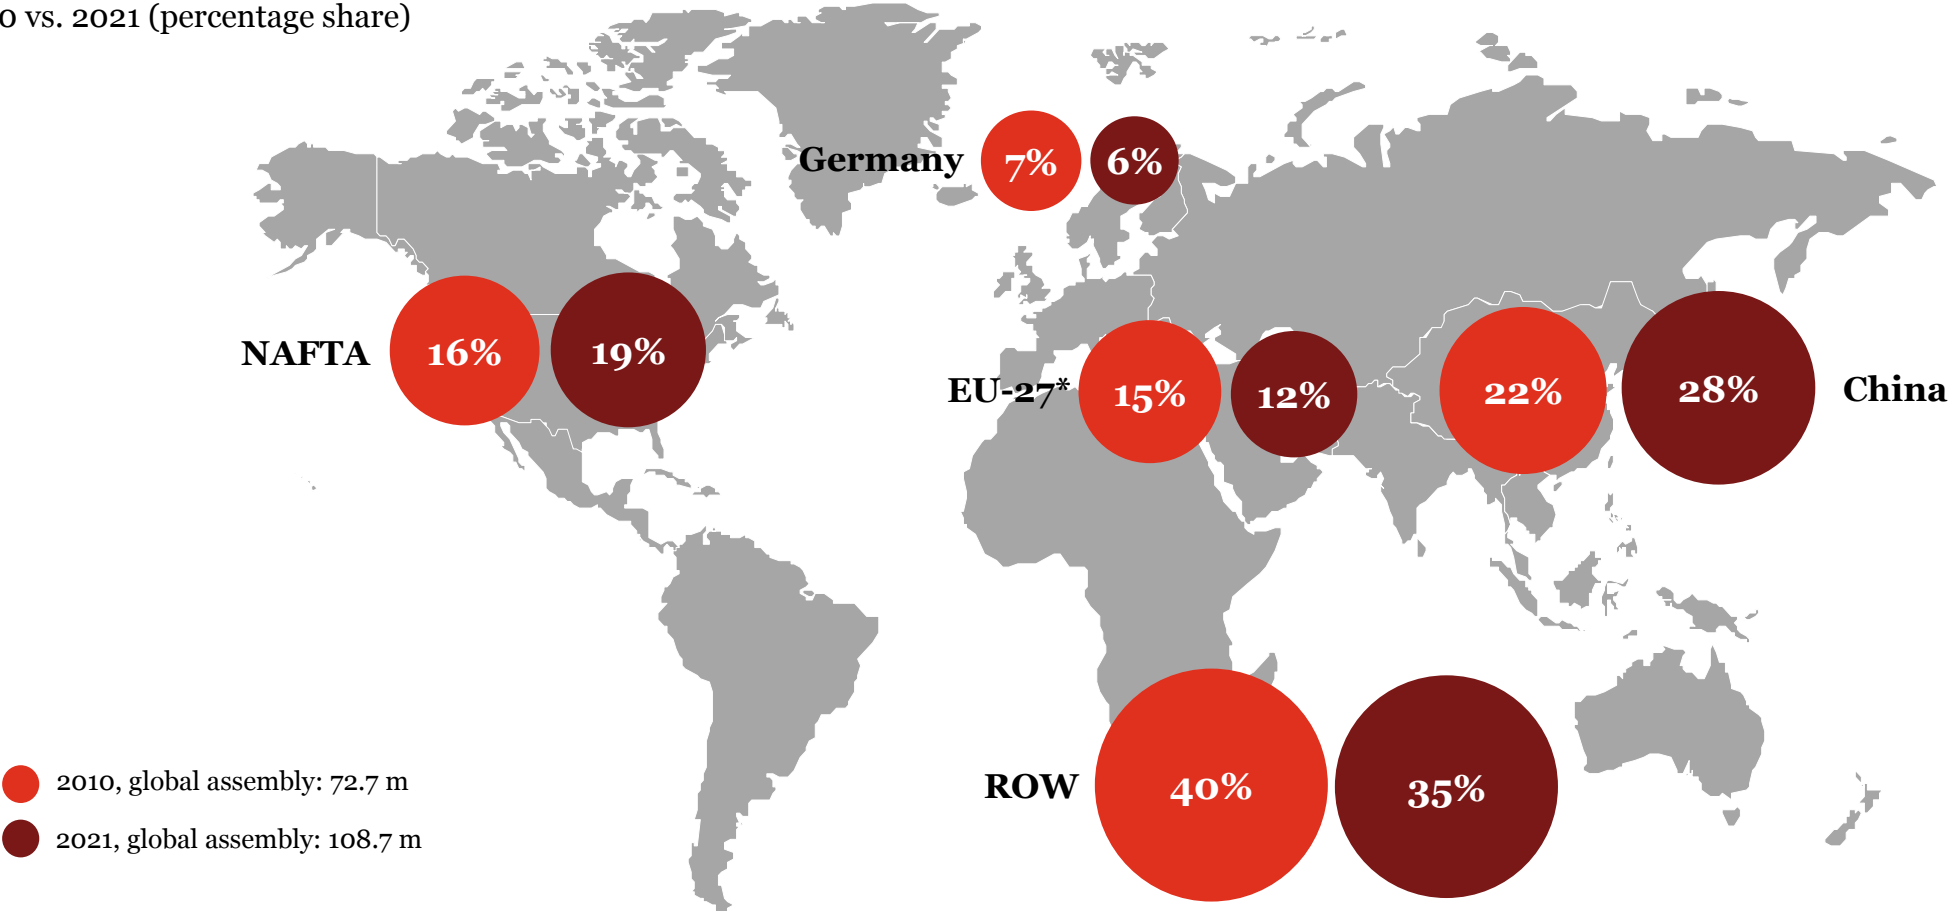 0 vs. 2021 (percentage share)
Germany 7% 6%
NAFTA 16% 19%
EU-27* 15% 12%
22% 28% China
ROW 40% 35%
2010, global assembly: 72.7 m
2021, global assembly: 108.7 m